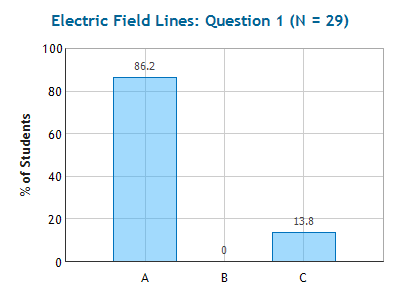 Electric Field Lines: Question 1 (N = 29)
% of Students
100
80
60
40
20
0
86.2
0
13.8
A
B
C